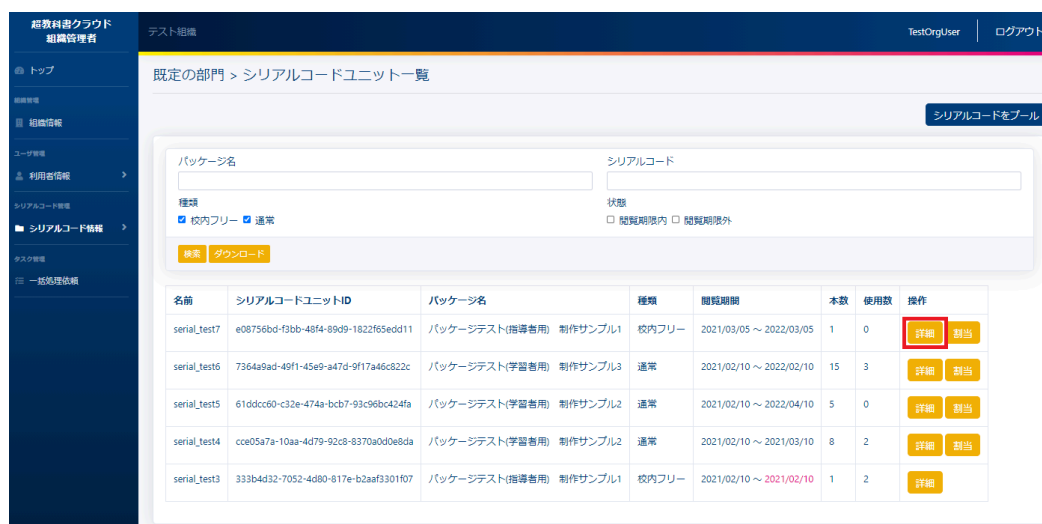 超教科書クラウド
組織管理者
テスト組織
TestOrgUser
ログアウト
トップ
組織管理
組織情報
ユーザ管理
利用者情報
シリアルコード管理
シリアルコード情報
タスク管理
一括処理依頼
既定の部門 > シリアルコードユニット一覧
シリアルコードをプール
パッケージ名
シリアルコード
種類
校内フリー 通常
状態
閲覧期限内 閲覧期限外
検索 ダウンロード
名前 シリアルコードユニットID パッケージ名 種類 閲覧期間 本数 使用数 操作
serial_test7 e08756bd-f3bb-48f4-89d9-1822f65edd11 パッケージテスト(指導者用) 制作サンプル1 校内フリー 2021/03/05 ～ 2022/03/05 1 0 詳細 割当
serial_test6 7364a9ad-49f1-45e9-a47d-9f17a46c822c パッケージテスト(学習者用) 制作サンプル3 通常 2021/02/10 ～ 2022/02/10 15 3 詳細 割当
serial_test5 61ddcc60-c32e-474a-bcb7-93c96bc424fa パッケージテスト(学習者用) 制作サンプル2 通常 2021/02/10 ～ 2022/04/10 5 0 詳細 割当
serial_test4 cce05a7a-10aa-4d79-92c8-8370a0d0e8da パッケージテスト(学習者用) 制作サンプル2 通常 2021/02/10 ～ 2021/03/10 8 2 詳細 割当
serial_test3 333b4d32-7052-4d80-817e-b2aaf3301f07 パッケージテスト(指導者用) 制作サンプル1 校内フリー 2021/02/10 ～ 2021/02/10 1 2 詳細